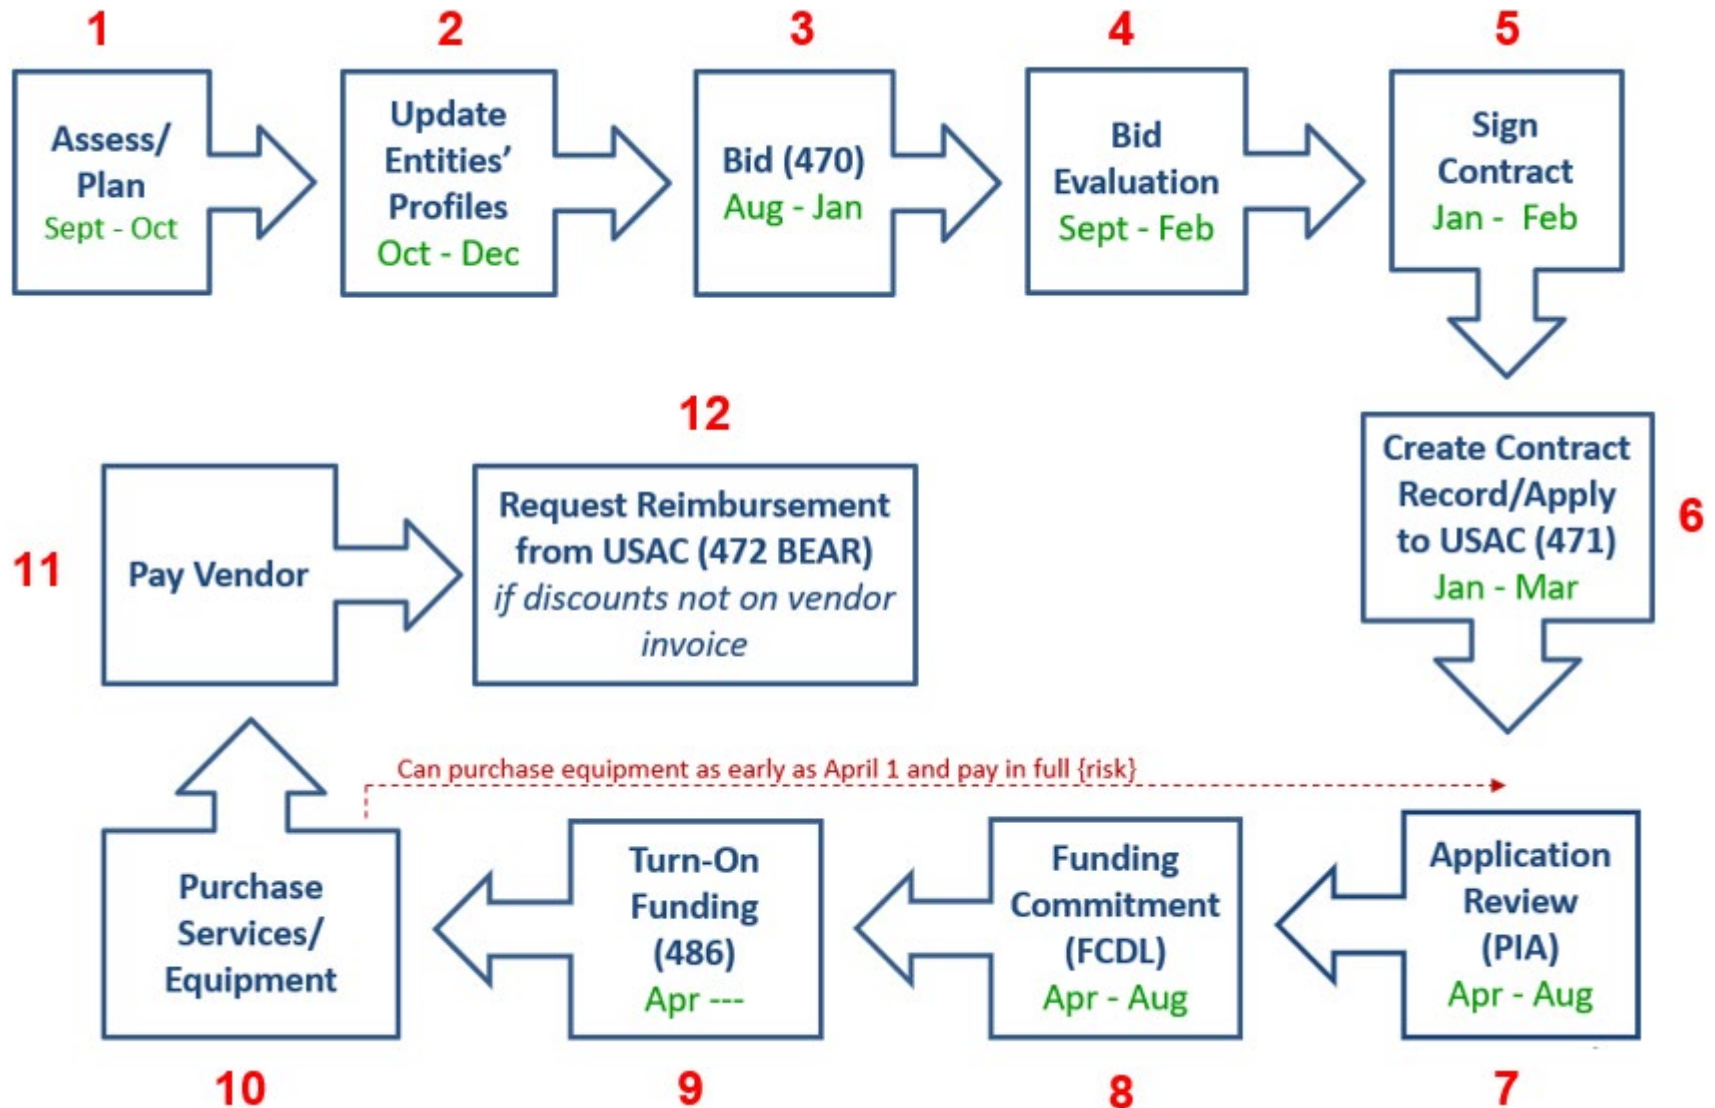 1
Assess/
Plan
Sept - Oct
2
Update
Entities’
Profiles
Oct - Dec
3
Bid (470)
Aug - Jan
4
Bid
Evaluation
Sept - Feb
5
Sign
Contract
Jan - Feb
6
Create Contract
Record/Apply
to USAC (471)
Jan - Mar
7
Application
Review
(PIA)
Apr - Aug
8
Funding
Commitment
(FCDL)
Apr - Aug
9
Turn-On
Funding
(486)
Apr ---
10
Purchase
Services/
Equipment
Can purchase equipment as early as April 1 and pay in full {risk}
11
Pay Vendor
12
Request Reimbursement
from USAC (472 BEAR)
if discounts not on vendor
invoice